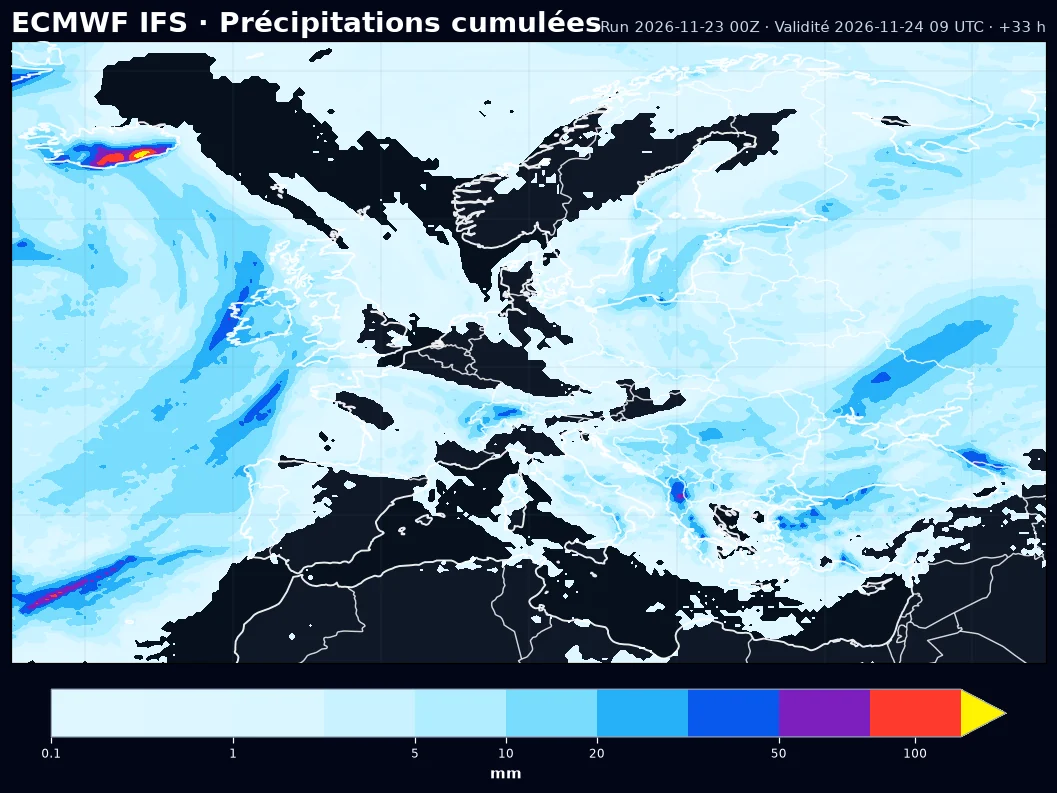 ECMWF IFS · Précipitations cumulées
Run 2026-11-23 00Z · Validité 2026-11-24 09 UTC · +33 h
0.1 1 5 10 20 50 100
mm